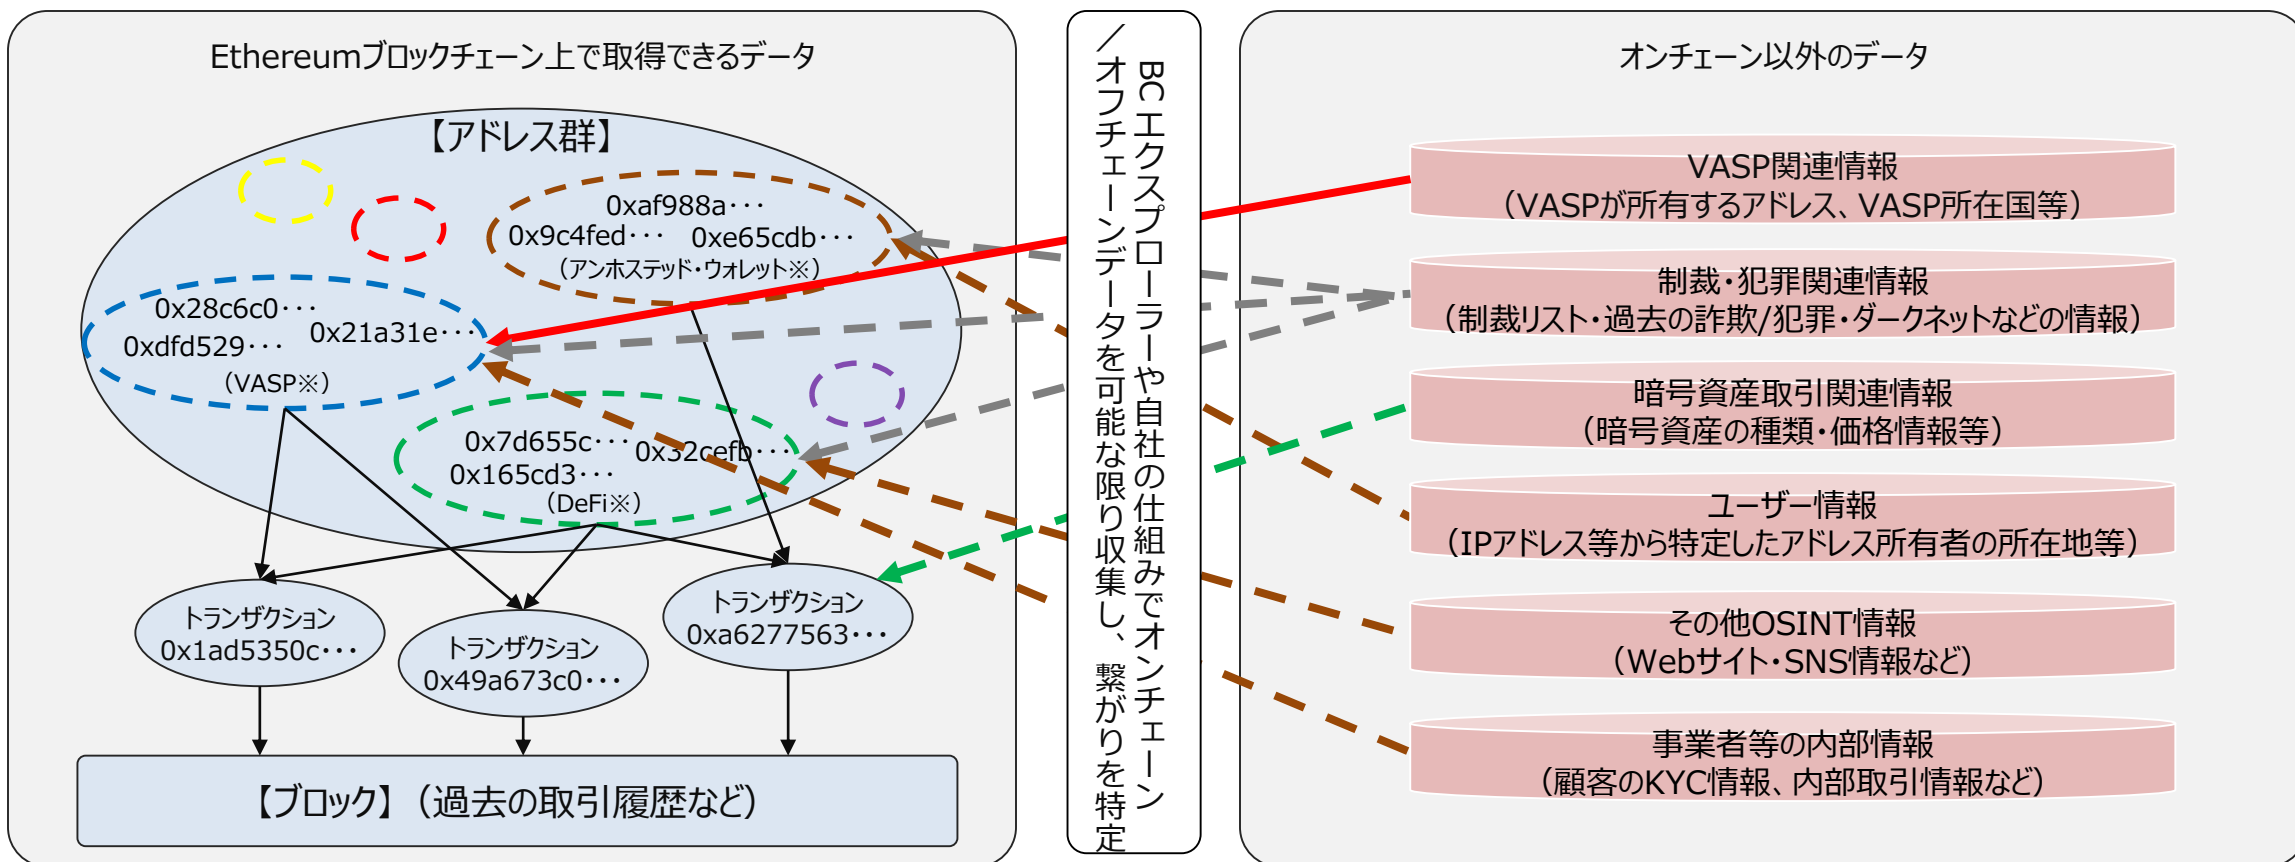 Ethereumブロックチェーン上で取得できるデータ
【アドレス群】
0xaf988a･･･
0x9c4fed･･･
0xe65cdb･･･
（アンホステッド・ウォレット※）
0x28c6c0･･･
0x21a31e･･･
0xdfd529･･･
（VASP※）
0x7d655c･･･
0x32cefb･･･
0x165cd3･･･
（DeFi※）
トランザクション
0x1ad5350c･･･
トランザクション
0x49a673c0･･･
トランザクション
0xa6277563･･･
【ブロック】（過去の取引履歴など）
BCエクスプローラーや自社の仕組みでオンチェーン
／オフチェーンデータを可能な限り収集し、繋がりを特定
オンチェーン以外のデータ
VASP関連情報
（VASPが所有するアドレス、VASP所在国等）
制裁・犯罪関連情報
（制裁リスト・過去の詐欺/犯罪・ダークネットなどの情報）
暗号資産取引関連情報
（暗号資産の種類・価格情報等）
ユーザー情報
（IPアドレス等から特定したアドレス所有者の所在地等）
その他OSINT情報
（Webサイト・SNS情報など）
事業者等の内部情報
（顧客のKYC情報、内部取引情報など）